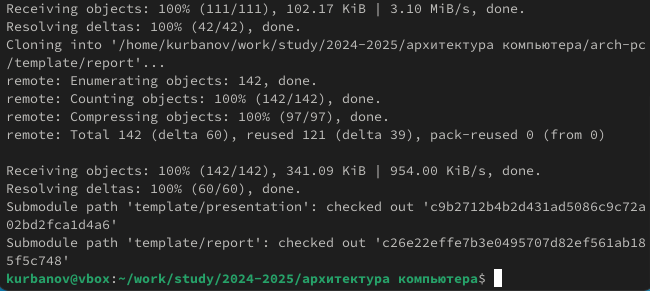 Receiving objects: 100% (111/111), 102.17 KiB | 3.10 MiB/s, done.
Resolving deltas: 100% (42/42), done.
Cloning into '/home/kurbanov/work/study/2024-2025/архитектура компьютера/arch-pc
/template/report'...
remote: Enumerating objects: 142, done.
remote: Counting objects: 100% (142/142), done.
remote: Compressing objects: 100% (97/97), done.
remote: Total 142 (delta 60), reused 121 (delta 39), pack-reused 0 (from 0)
Receiving objects: 100% (142/142), 341.09 KiB | 954.00 KiB/s, done.
Resolving deltas: 100% (60/60), done.
Submodule path 'template/presentation': checked out 'c9b2712b4b2d431ad5086c9c72a
02bd2fca1d4a6'
Submodule path 'template/report': checked out 'c26e22effe7b3e0495707d82ef561ab18
5f5c748'
kurbanov@vbox:~/work/study/2024-2025/архитектура компьютера$